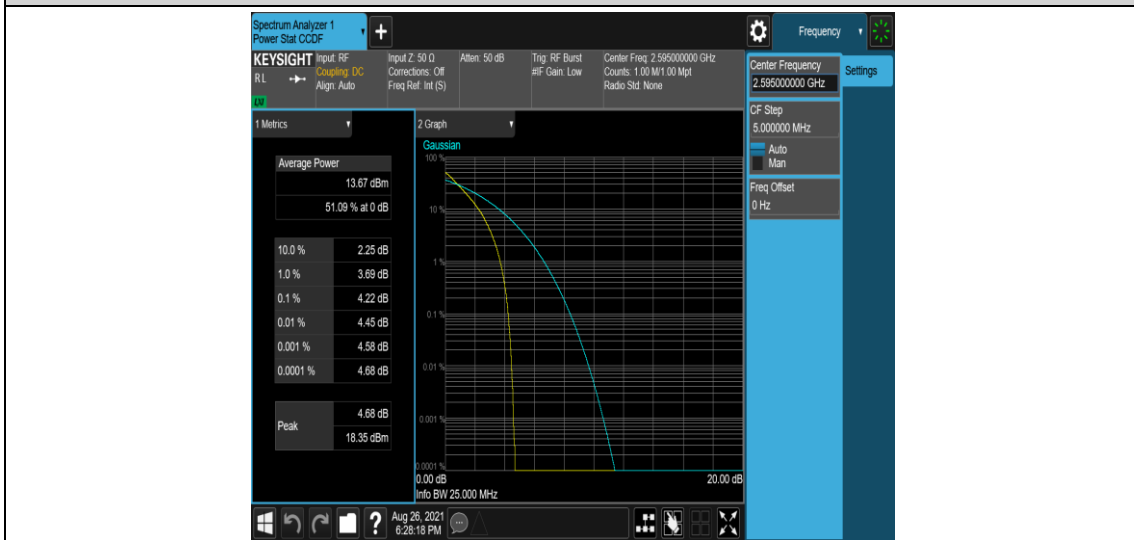 Spectrum Analyzer 1
Power Stat CCDF
+
Frequency
KEYSIGHT
RL
LXI
Input: RF
Coupling: DC
Align: Auto
Input Z: 50 Ω
Corrections: Off
Freq Ref: Int (S)
Atten: 50 dB
Trig: RF Burst
#IF Gain: Low
Center Freq: 2.595000000 GHz
Counts: 1.00 M/1.00 Mpt
Radio Std: None
Center Frequency
2.595000000 GHz
Settings
CF Step
5.000000 MHz
Auto
Man
Freq Offset
0 Hz
1 Metrics
Average Power
13.67 dBm
51.09 % at 0 dB
10.0 % 2.25 dB
1.0 % 3.69 dB
0.1 % 4.22 dB
0.01 % 4.45 dB
0.001 % 4.58 dB
0.0001 % 4.68 dB
Peak
4.68 dB
18.35 dBm
2 Graph
Gaussian
100 %
10 %
1 %
0.1 %
0.01 %
0.001 %
0.0001 %
0.00 dB 20.00 dB
Info BW 25.000 MHz
?
Aug 26, 2021
6:28:18 PM